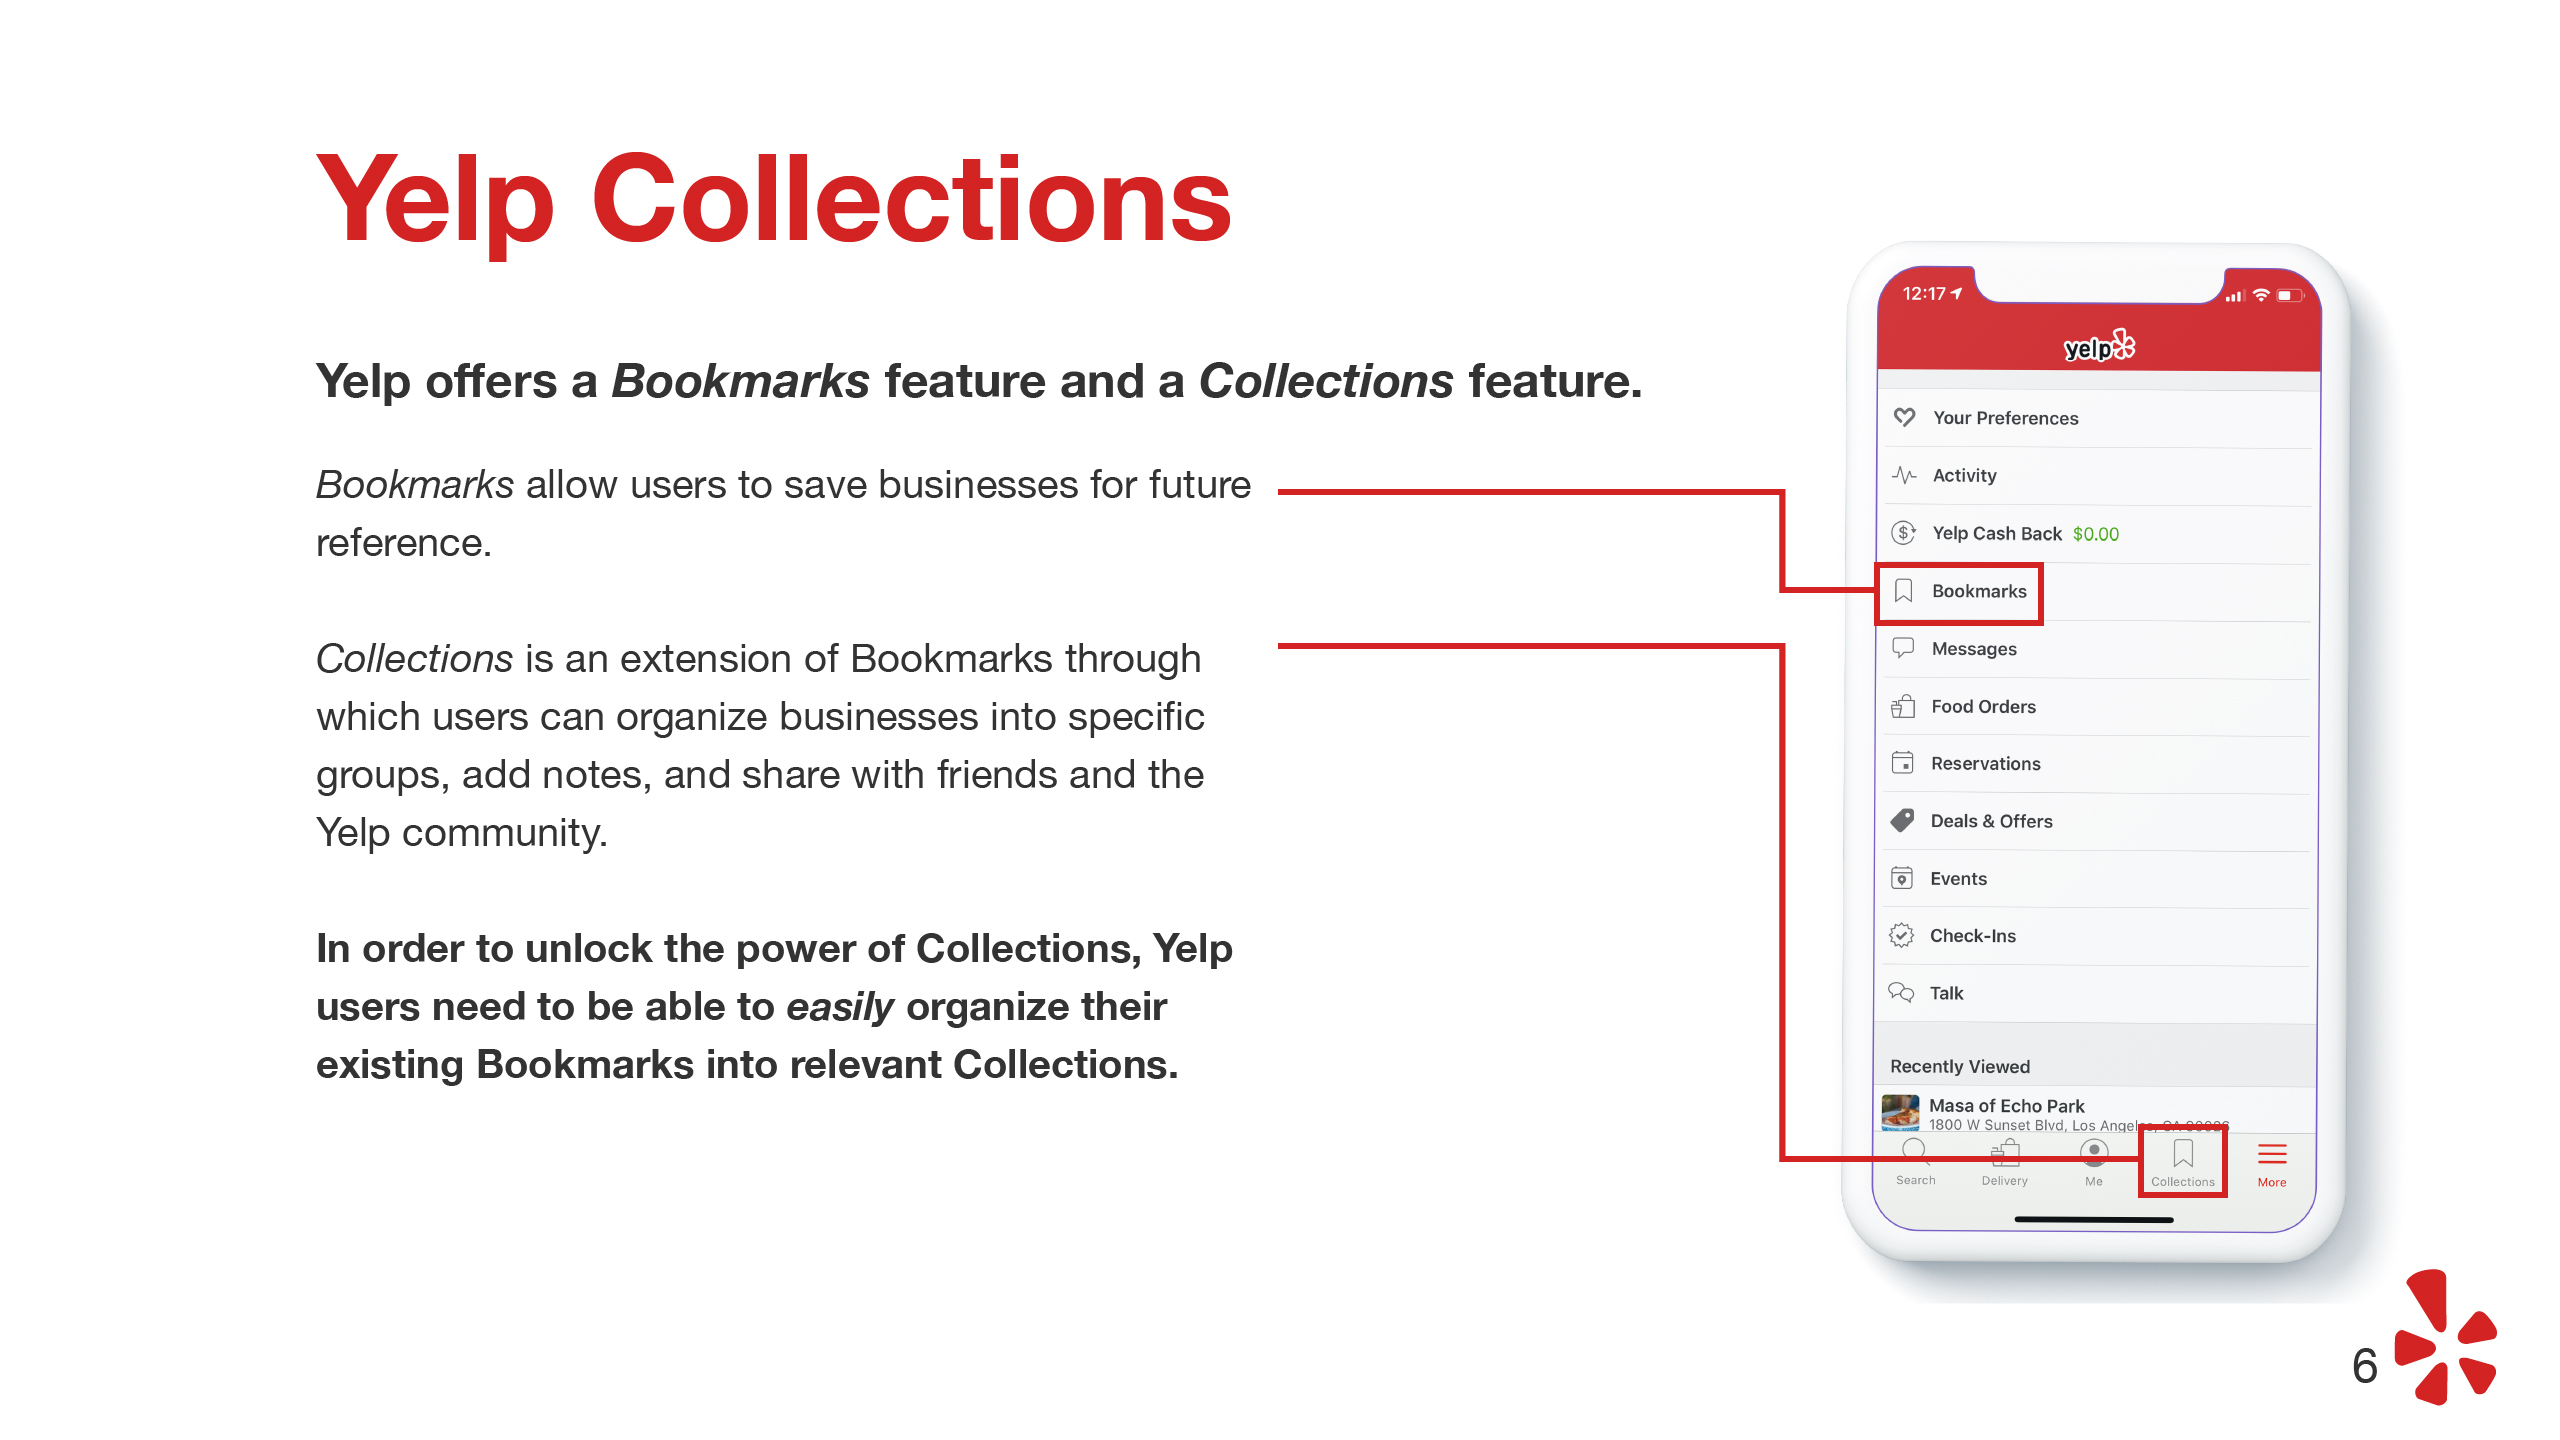 Yelp Collections
Yelp offers a Bookmarks feature and a Collections feature.
Bookmarks allow users to save businesses for future
reference.
Collections is an extension of Bookmarks through
which users can organize businesses into specific
groups, add notes, and share with friends and the
Yelp community.
In order to unlock the power of Collections, Yelp
users need to be able to easily organize their
existing Bookmarks into relevant Collections.
12:17
yelp
Your Preferences
Activity
Yelp Cash Back $0.00
Bookmarks
Messages
Food Orders
Reservations
Deals & Offers
Events
Check-Ins
Talk
Recently Viewed
Masa of Echo Park
1800 W Sunset Blvd, Los Angeles, CA 90026
Search
Delivery
Me
Collections
More
6